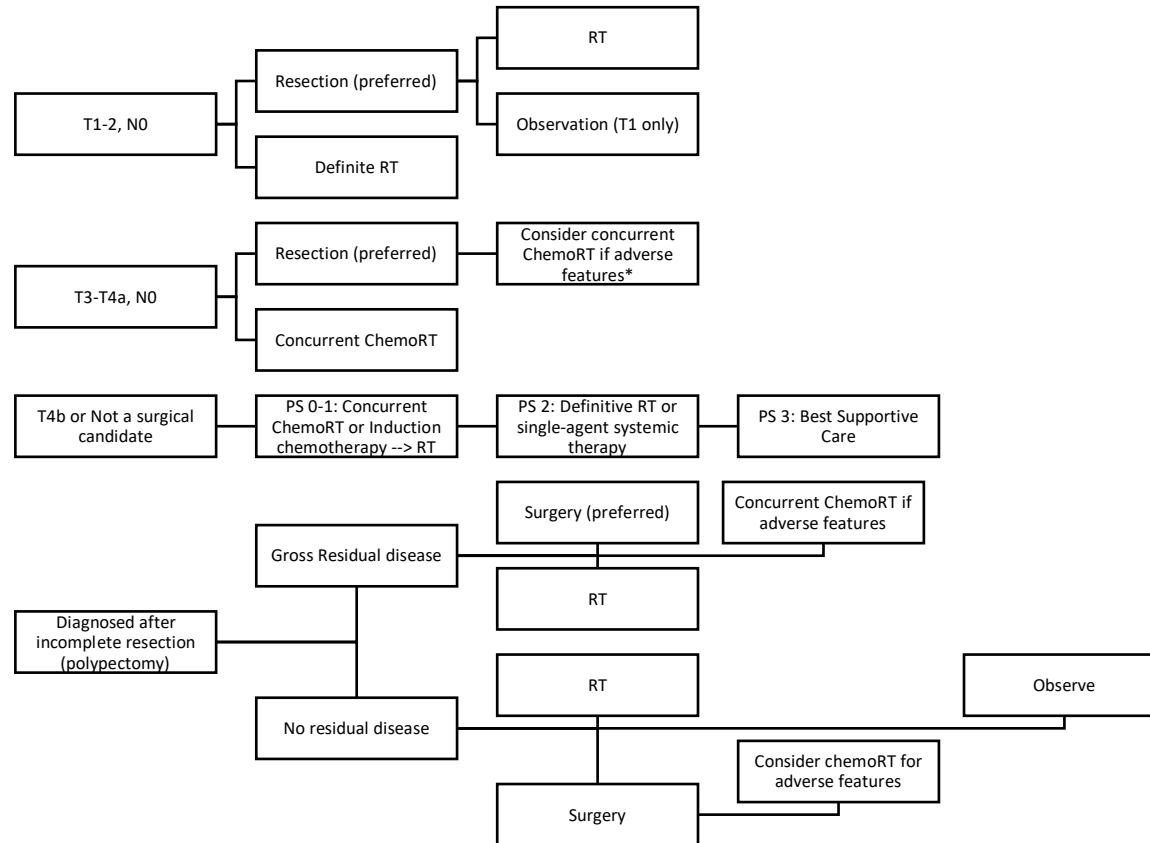 RT
Resection (preferred)
T1-2, N0
Observation (T1 only)
Definite RT
Resection (preferred)
Consider concurrent
ChemoRT if adverse
features*
T3-T4a, N0
Concurrent ChemoRT
T4b or Not a surgical
candidate
PS 0-1: Concurrent
ChemoRT or Induction
chemotherapy --> RT
PS 2: Definitive RT or
single-agent systemic
therapy
PS 3: Best Supportive
Care
Surgery (preferred)
Concurrent ChemoRT if
adverse features
Gross Residual disease
RT
Diagnosed after
incomplete resection
(polypectomy)
RT
Observe
No residual disease
Consider chemoRT for
adverse features
Surgery